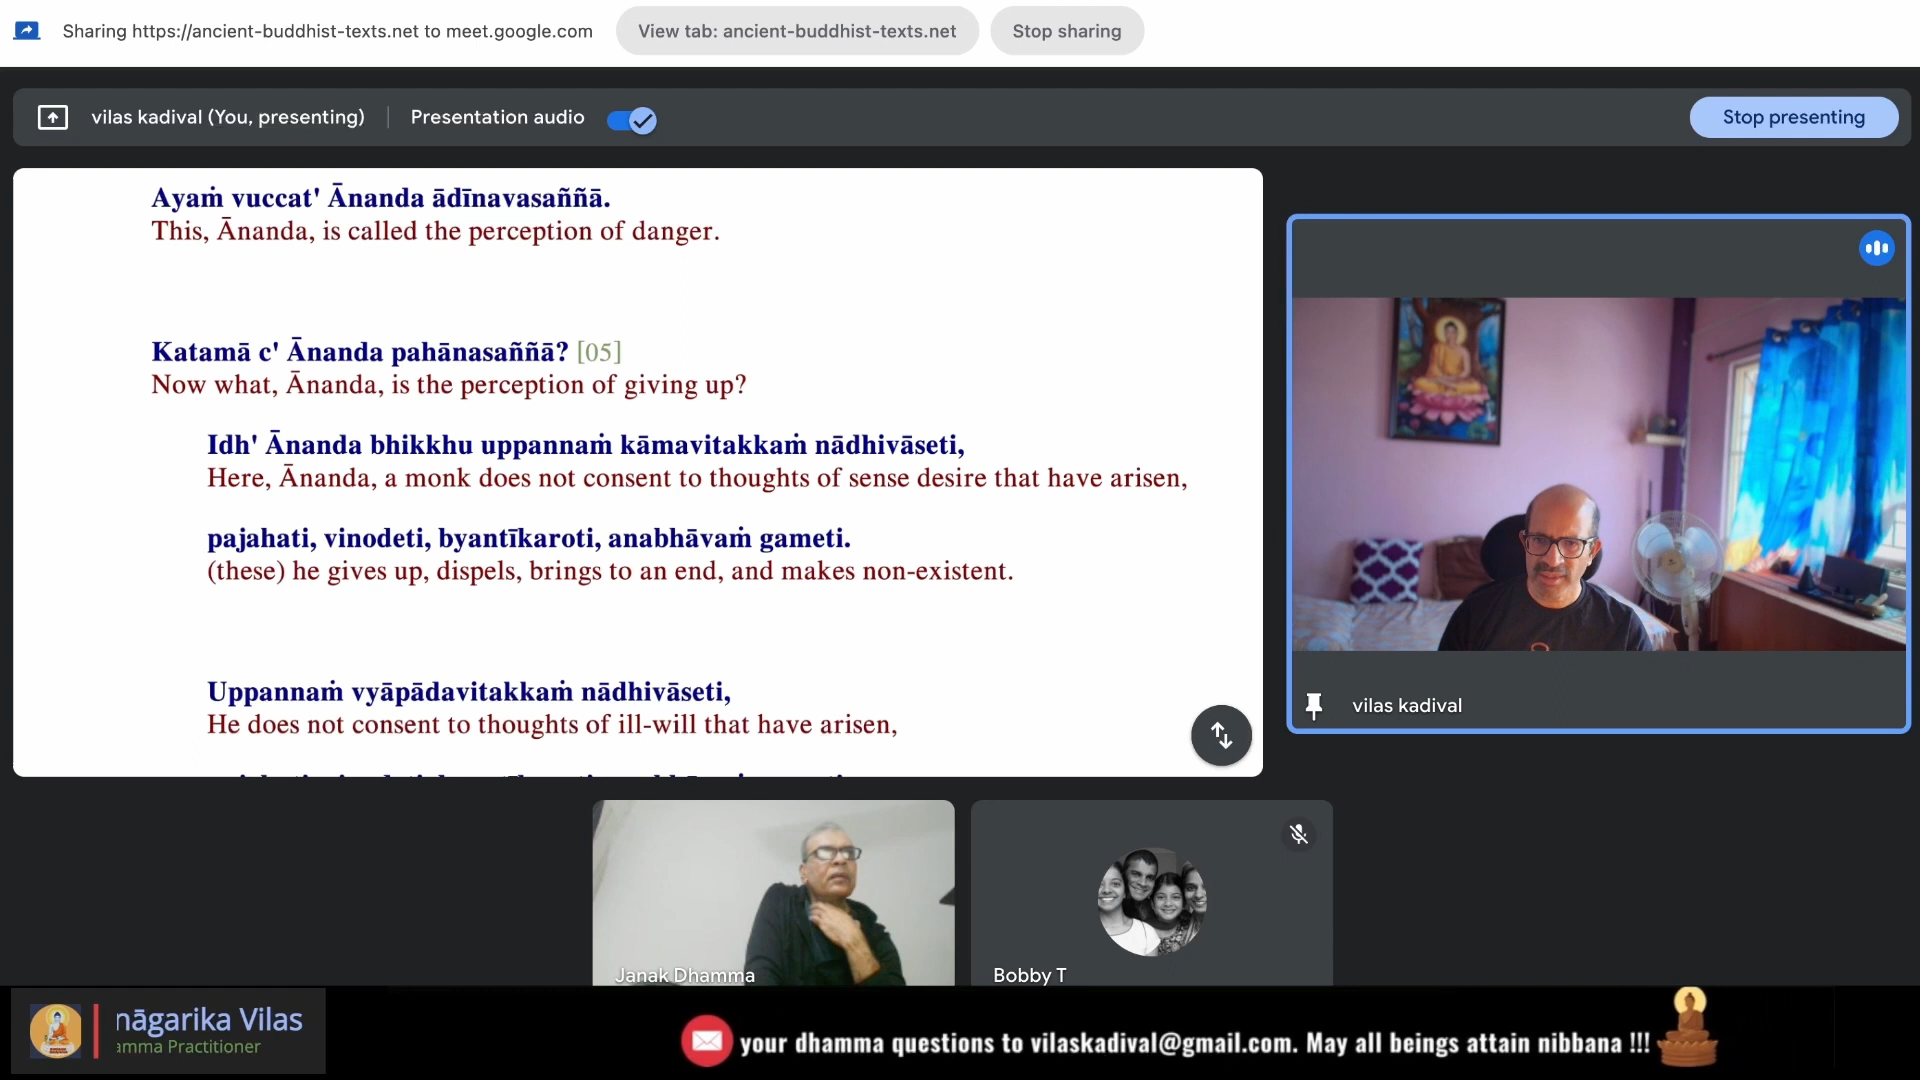 Sharing https://ancient-buddhist-texts.net to meet.google.com
View tab: ancient-buddhist-texts.net
Stop sharing
vilas kadival (You, presenting)
Presentation audio
Stop presenting
Ayaṁ vuccat' Ānanda ādīnavasaññā.
This, Ānanda, is called the perception of danger.
Katamā c' Ānanda pahānasaññā? [05]
Now what, Ānanda, is the perception of giving up?
Idh' Ānanda bhikkhu uppannaṁ kāmavitakkaṁ nādhivāseti,
Here, Ānanda, a monk does not consent to thoughts of sense desire that have arisen,
pajahati, vinodeti, byantīkaroti, anabhāvaṁ gameti.
(these) he gives up, dispels, brings to an end, and makes non-existent.
Uppannaṁ vyāpādavitakkaṁ nādhivāseti,
He does not consent to thoughts of ill-will that have arisen,
vilas kadival
Janak Dhamma
Bobby T
nāgarika Vilas
amma Practitioner
your dhamma questions to vilaskadival@gmail.com. May all beings attain nibbana !!!